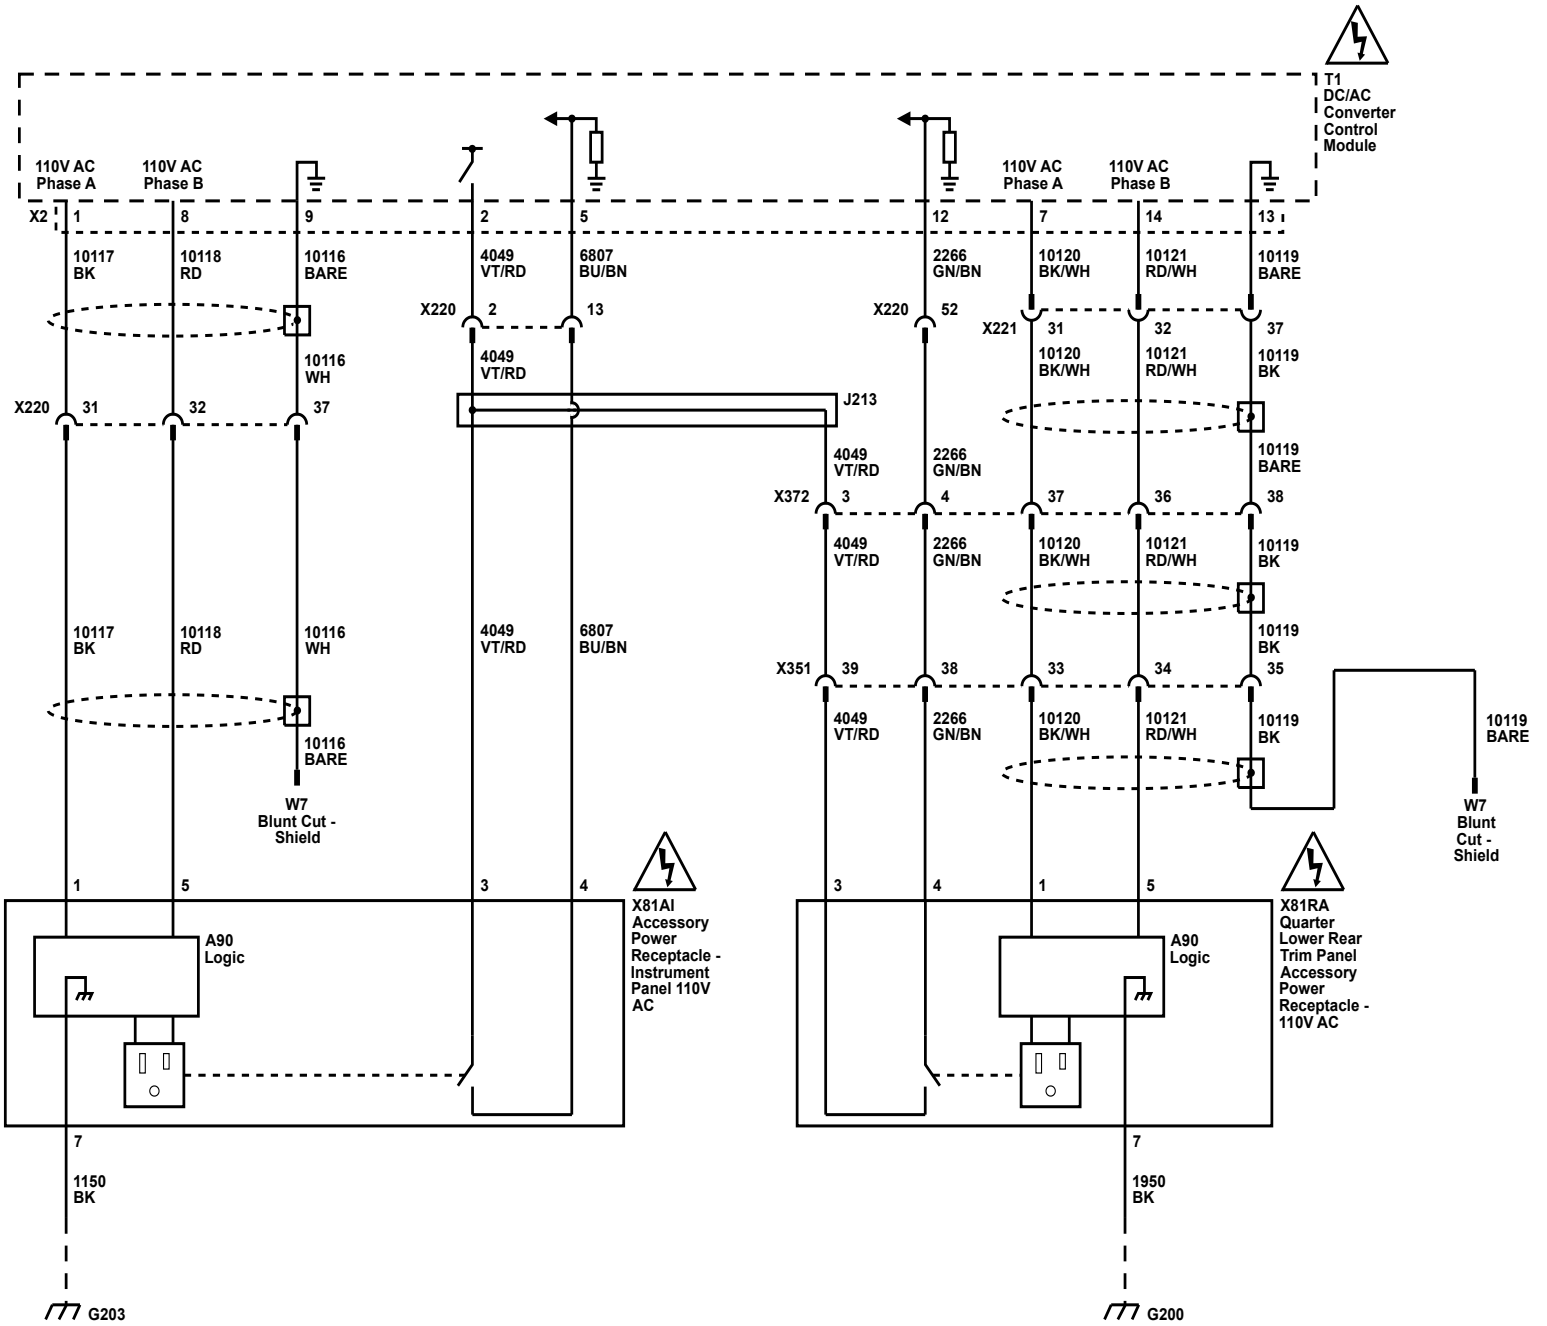 T1
DC/AC
Converter
Control
Module
110V AC
Phase A
110V AC
Phase B
110V AC
Phase A
110V AC
Phase B
X2
1
8
9
2
5
12
7
14
13
10117
BK
10118
RD
10116
BARE
4049
VT/RD
6807
BU/BN
2266
GN/BN
10120
BK/WH
10121
RD/WH
10119
BARE
X220
2
13
X220
52
X221
31
32
37
10116
WH
4049
VT/RD
10120
BK/WH
10121
RD/WH
10119
BK
X220
31
32
37
J213
4049
VT/RD
2266
GN/BN
10119
BARE
X372
3
4
37
36
38
4049
VT/RD
2266
GN/BN
10120
BK/WH
10121
RD/WH
10119
BK
10117
BK
10118
RD
10116
WH
4049
VT/RD
6807
BU/BN
10119
BK
X351
39
38
33
34
35
4049
VT/RD
2266
GN/BN
10120
BK/WH
10121
RD/WH
10119
BK
10119
BARE
10116
BARE
W7
Blunt Cut -
Shield
W7
Blunt
Cut -
Shield
1
5
3
4
3
4
1
5
X81AI
Accessory
Power
Receptacle -
Instrument
Panel 110V
AC
X81RA
Quarter
Lower Rear
Trim Panel
Accessory
Power
Receptacle -
110V AC
A90
Logic
A90
Logic
7
1150
BK
7
1950
BK
G203
G200